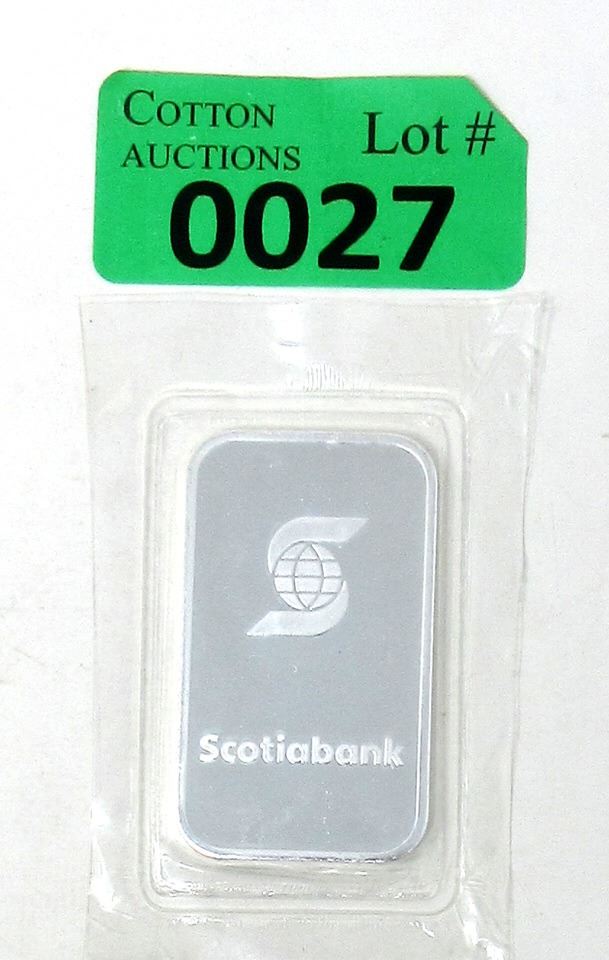 COTTON
AUCTIONS
Lot #
0027
Scotiabank